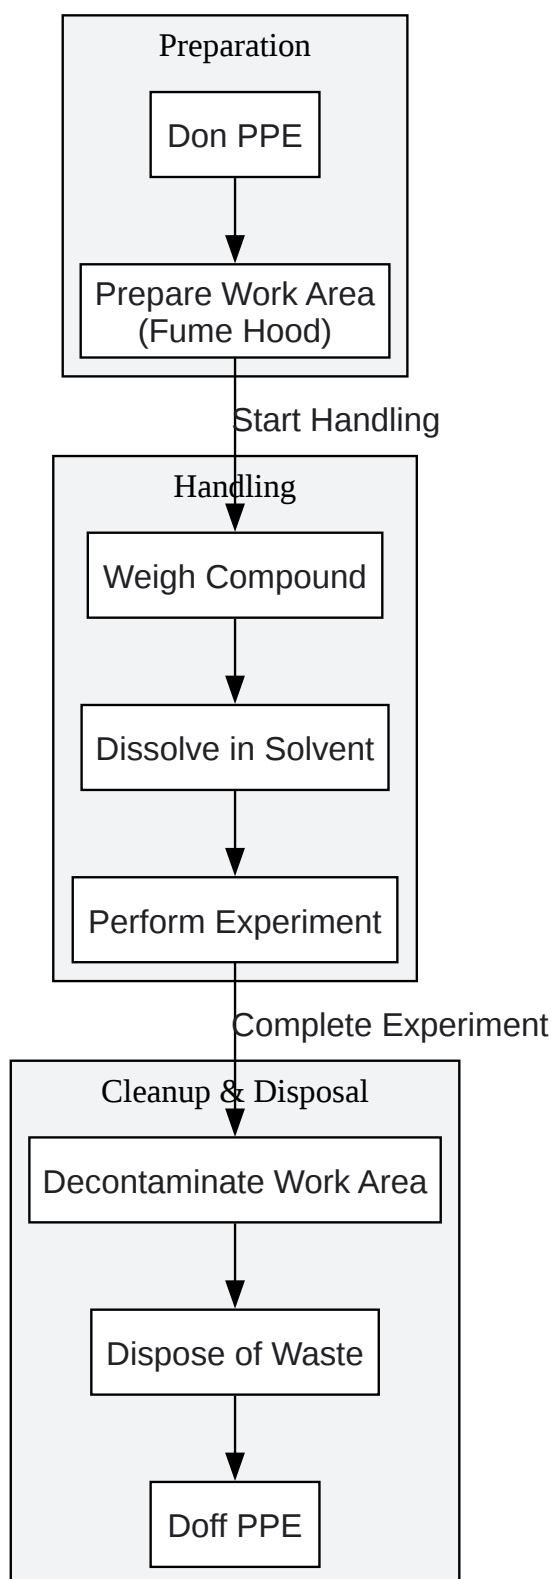 Preparation
Don PPE
Prepare Work Area
(Fume Hood)
Start Handling
Handling
Weigh Compound
Dissolve in Solvent
Perform Experiment
Complete Experiment
Cleanup & Disposal
Decontaminate Work Area
Dispose of Waste
Doff PPE